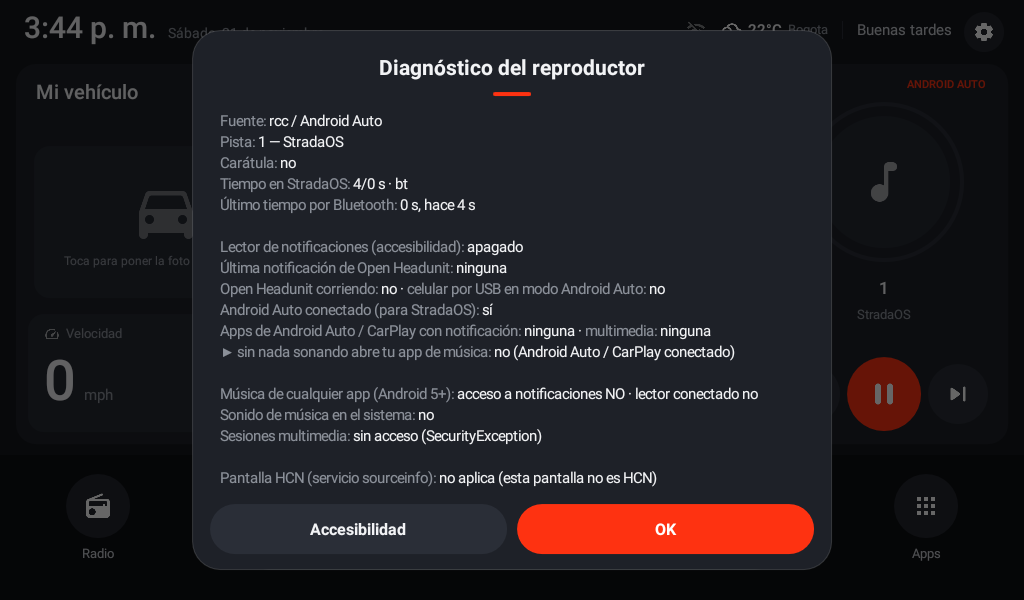 3:44 p. m.
22°C Bogota
Buenas tardes
Mi vehículo
ANDROID AUTO
Diagnóstico del reproductor
Fuente: rcc / Android Auto
Pista: 1 — StradaOS
Carátula: no
Tiempo en StradaOS: 4/0 s · bt
Último tiempo por Bluetooth: 0 s, hace 4 s
Lector de notificaciones (accesibilidad): apagado
Última notificación de Open Headunit: ninguna
Open Headunit corriendo: no · celular por USB en modo Android Auto: no
Android Auto conectado (para StradaOS): sí
Apps de Android Auto / CarPlay con notificación: ninguna · multimedia: ninguna
► sin nada sonando abre tu app de música: no (Android Auto / CarPlay conectado)
Música de cualquier app (Android 5+): acceso a notificaciones NO · lector conectado no
Sonido de música en el sistema: no
Sesiones multimedia: sin acceso (SecurityException)
Pantalla HCN (servicio sourceinfo): no aplica (esta pantalla no es HCN)
Accesibilidad
OK
Toca para poner la foto
Velocidad
0 mph
1
StradaOS
Radio
Apps